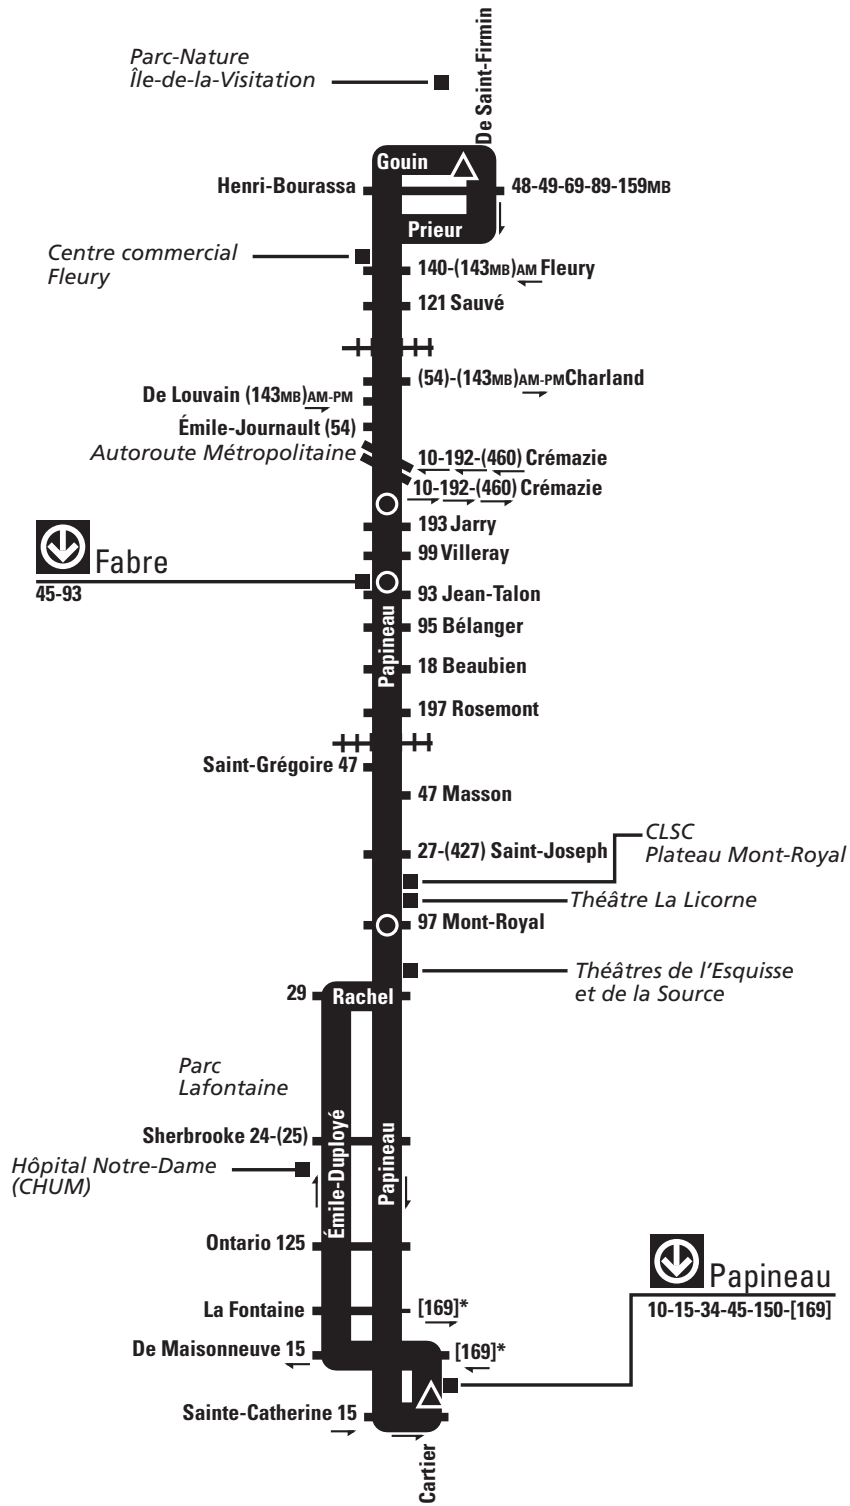 Parc-Nature
Île-de-la-Visitation
De Saint-Firmin
Gouin
Henri-Bourassa
48-49-69-89-159MB
Prieur
Centre commercial
Fleury
140-(143MB)AM Fleury
121 Sauvé
(54)-(143MB)AM-PMCharland
De Louvain (143MB)AM-PM
Émile-Journault (54)
Autoroute Métropolitaine
10-192-(460) Crémazie
10-192-(460) Crémazie
193 Jarry
Fabre
45-93
99 Villeray
93 Jean-Talon
95 Bélanger
Papineau
18 Beaubien
197 Rosemont
Saint-Grégoire 47
47 Masson
CLSC
Plateau Mont-Royal
27-(427) Saint-Joseph
Théâtre La Licorne
97 Mont-Royal
Théâtres de l'Esquisse
et de la Source
29
Rachel
Parc
Lafontaine
Sherbrooke 24-(25)
Émile-Duployé
Papineau
Hôpital Notre-Dame
(CHUM)
Ontario 125
Papineau
10-15-34-45-150-[169]
La Fontaine
[169]*
De Maisonneuve 15
[169]*
Sainte-Catherine 15
Cartier